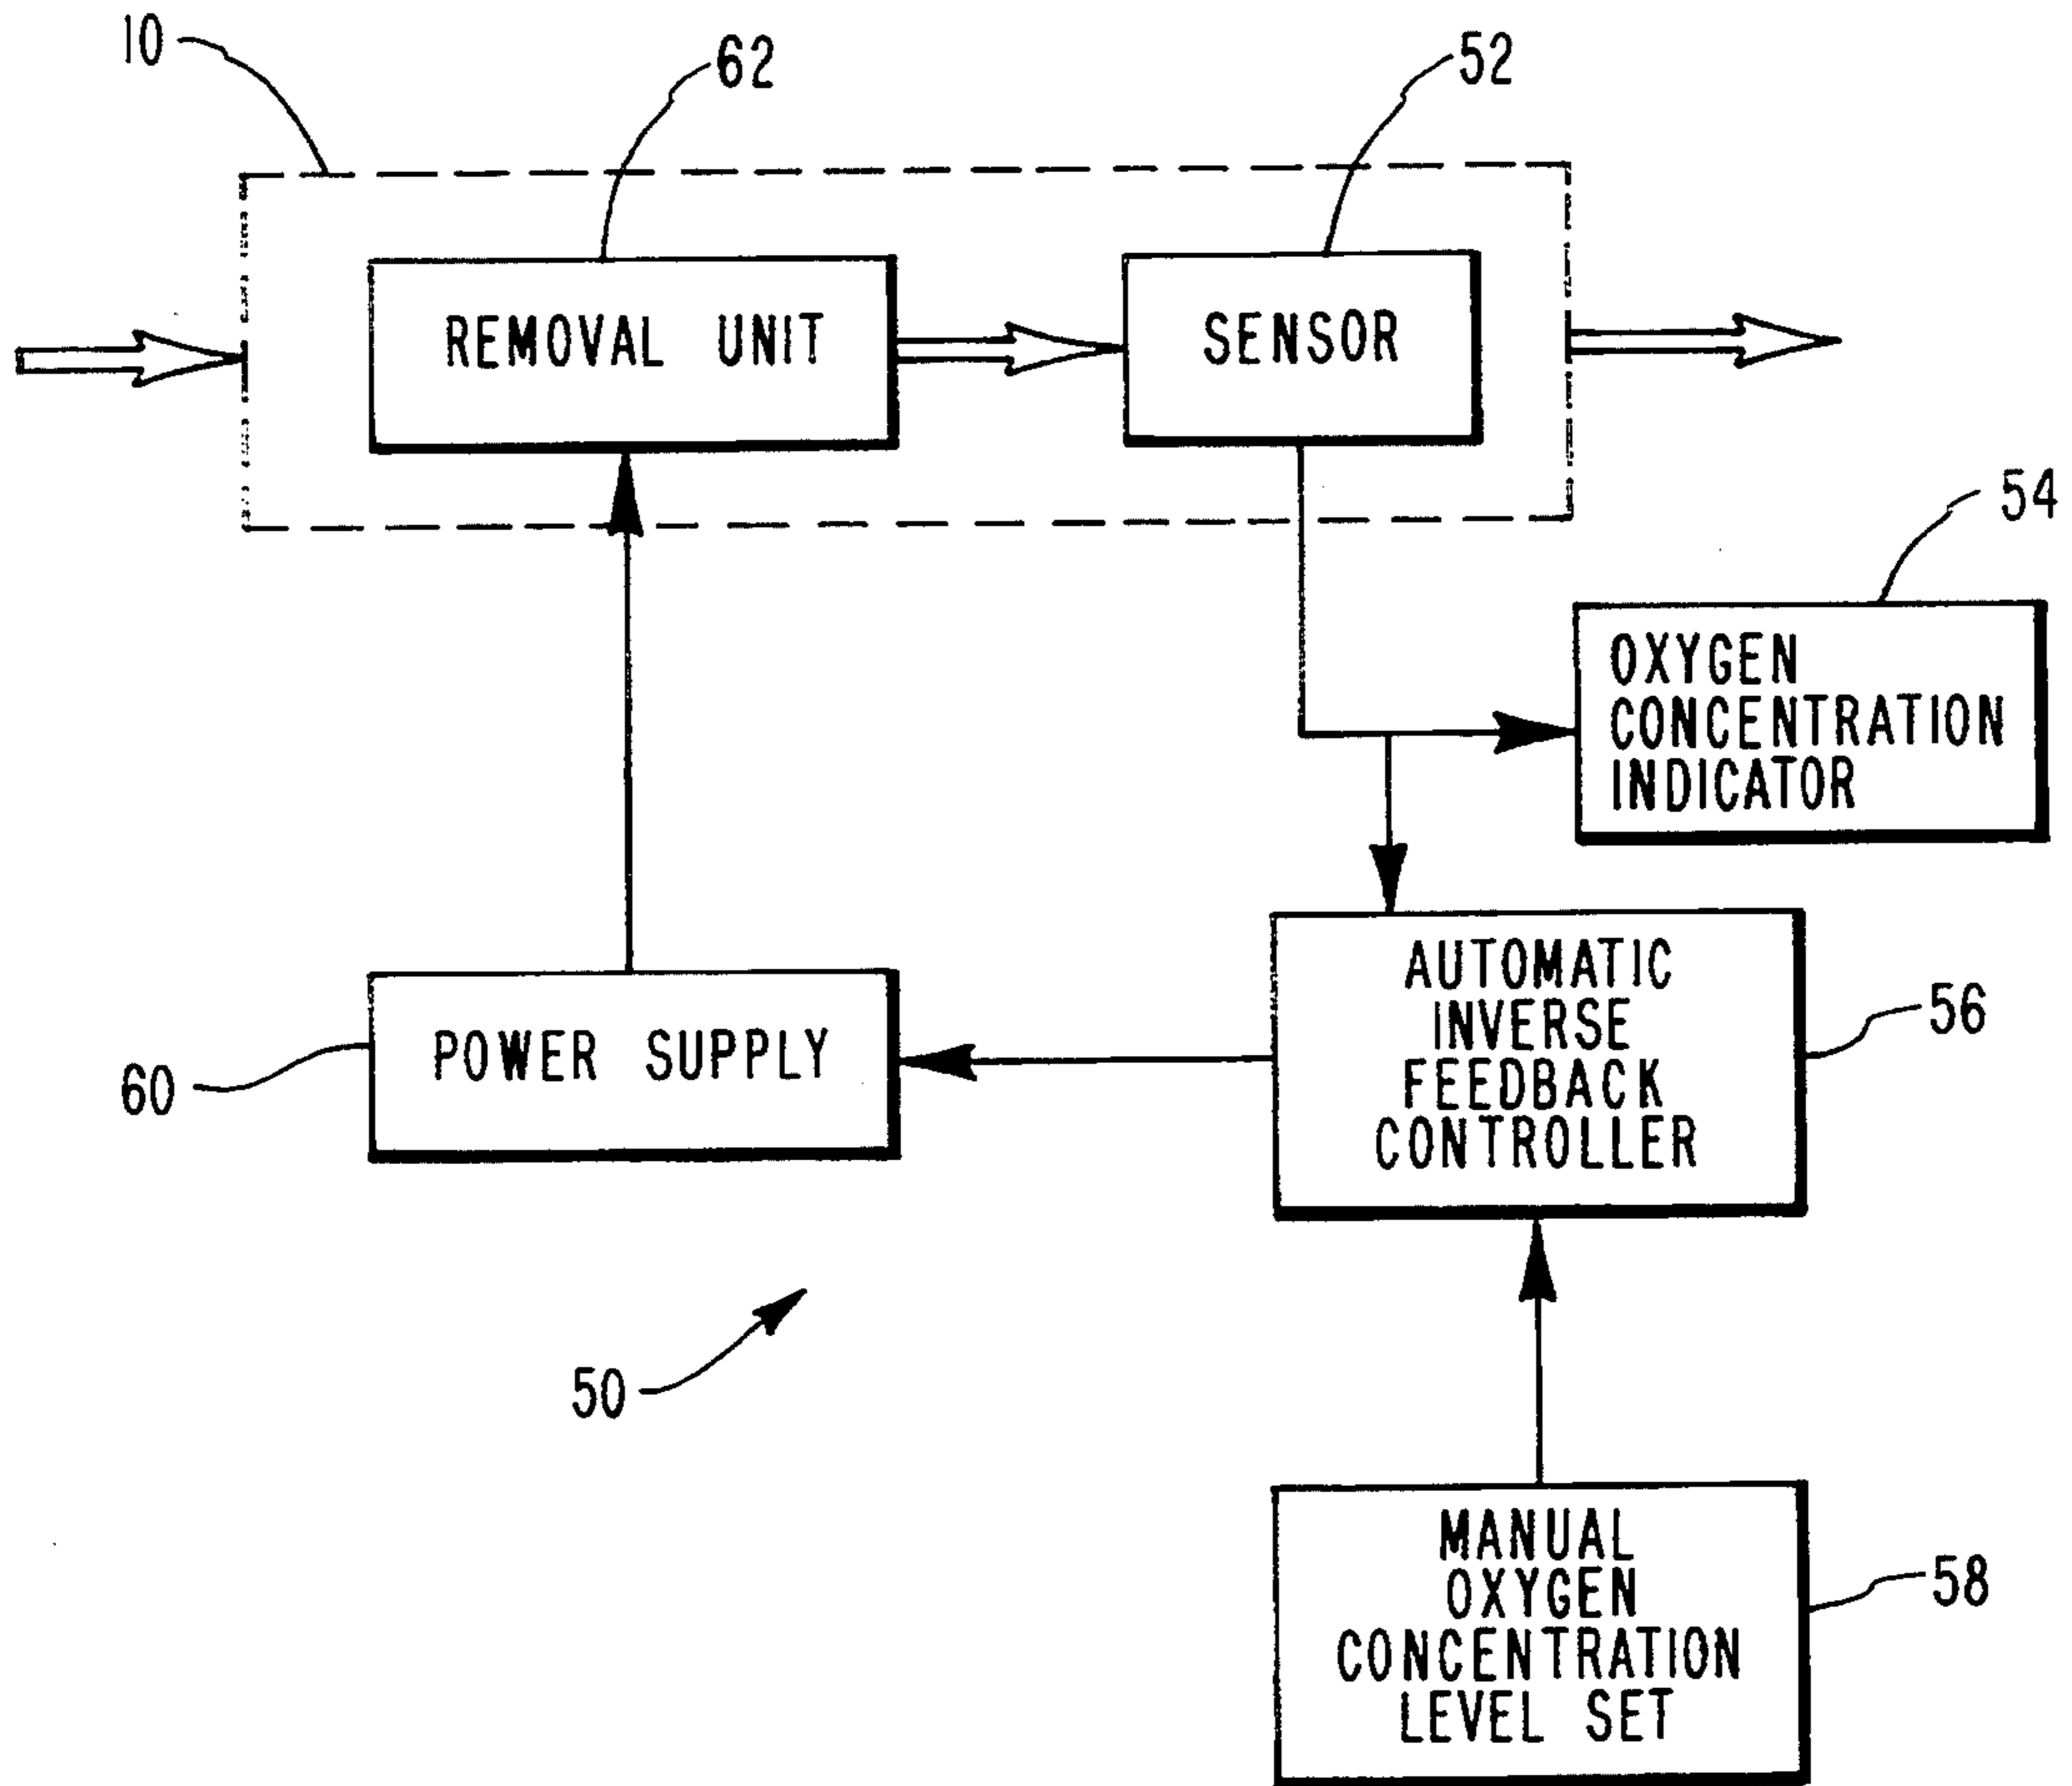 10
62
52
REMOVAL UNIT
SENSOR
54
OXYGEN
CONCENTRATION
INDICATOR
AUTOMATIC
INVERSE
FEEDBACK
CONTROLLER
56
POWER SUPPLY
60
50
MANUAL
OXYGEN
CONCENTRATION
LEVEL SET
58